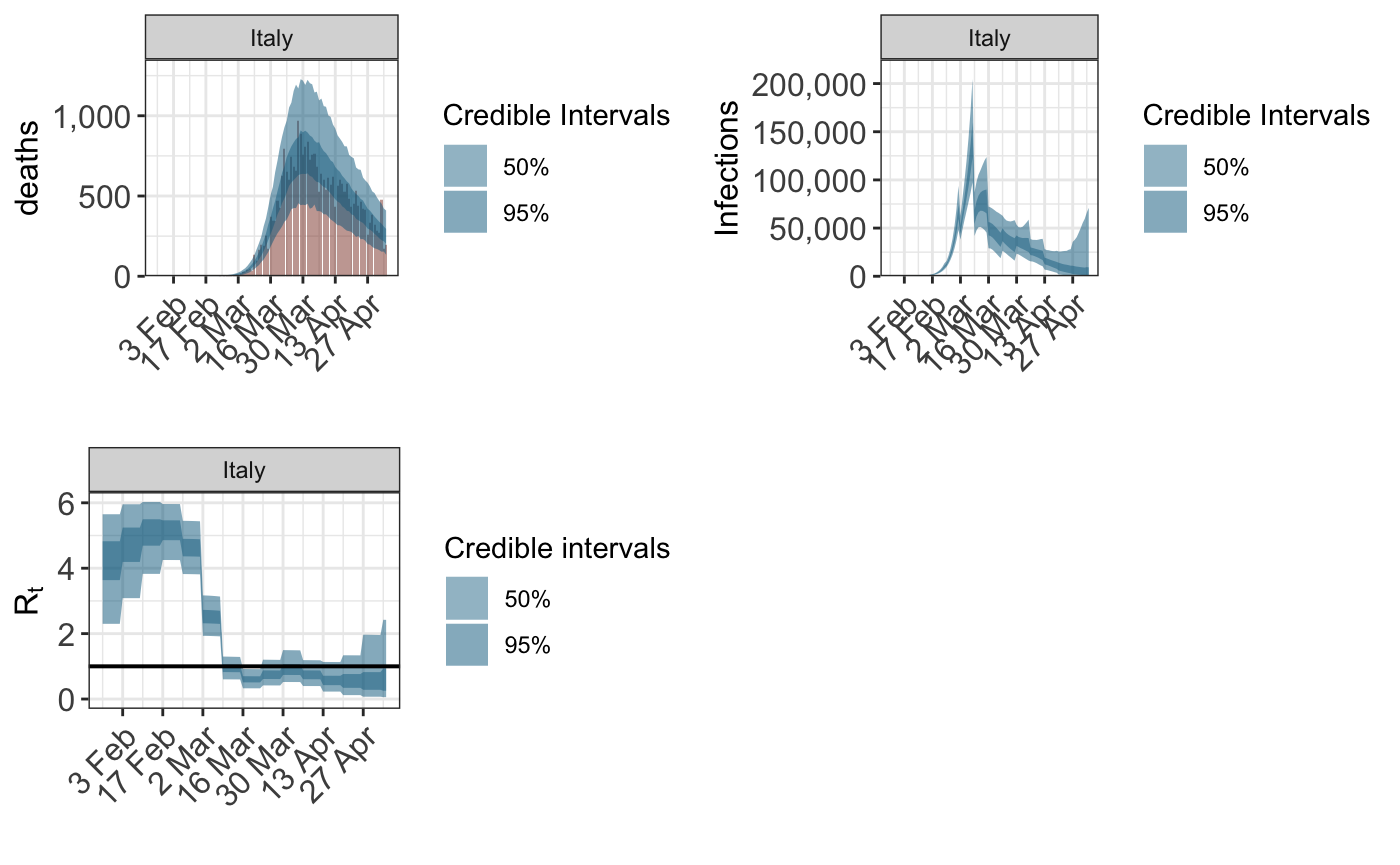 Italy
deaths
1,000
500
0
3 Feb
17 Feb
2 Mar
16 Mar
30 Mar
13 Apr
27 Apr
Credible Intervals
50%
95%
Italy
Infections
200,000
150,000
100,000
50,000
0
3 Feb
17 Feb
2 Mar
16 Mar
30 Mar
13 Apr
27 Apr
Credible Intervals
50%
95%
Italy
Rt
6
4
2
0
3 Feb
17 Feb
2 Mar
16 Mar
30 Mar
13 Apr
27 Apr
Credible intervals
50%
95%